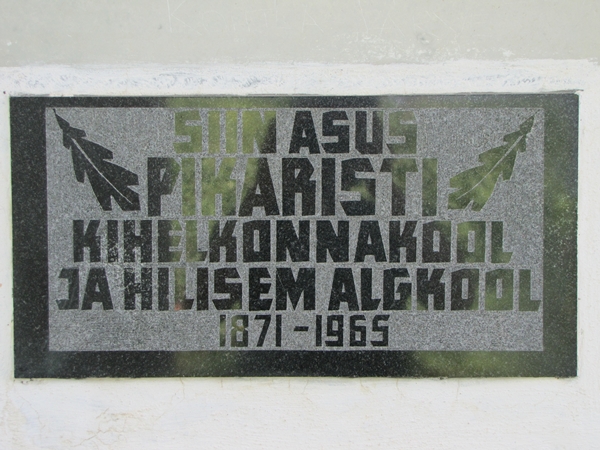 SIIN ASUS
PIKARISTI
KIHELKONNAKOOL
JA HILISEM ALGKOOL
1871-1965